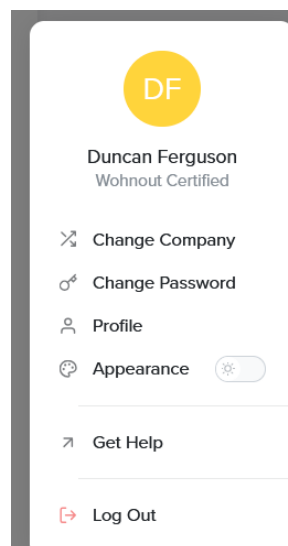 DF
Duncan Ferguson
Wohnout Certified
Change Company
Change Password
Profile
Appearance
Get Help
Log Out